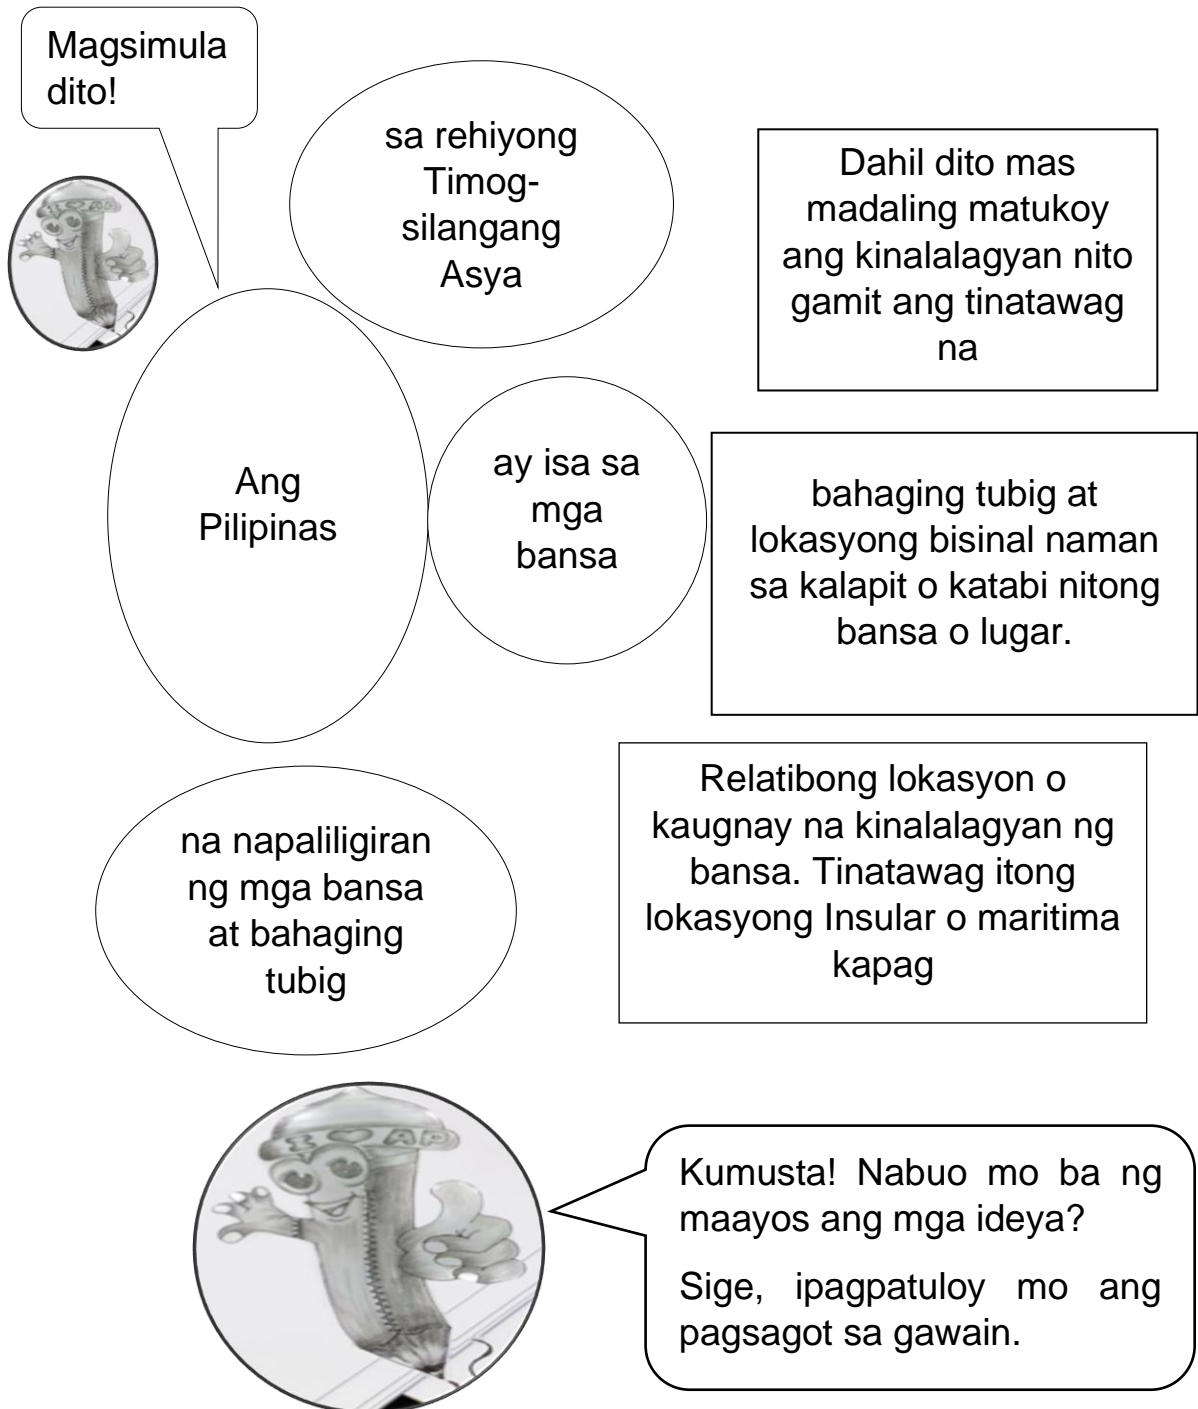 Magsimula
dito!
sa rehiyong
Timog-
silangang
Asya
Dahil dito mas
madaling matukoy
ang kinalalagyan nito
gamit ang tinatawag
na
Ang
Pilipinas
ay isa sa
mga
bansa
bahaging tubig at
lokasyong bisinal naman
sa kalapit o katabi nitong
bansa o lugar.
na napaliligiran
ng mga bansa
at bahaging
tubig
Relatibong lokasyon o
kaugnay na kinalalagyan ng
bansa. Tinatawag itong
lokasyong Insular o maritima
kapag
I ♡ AP
Kumusta! Nabuo mo ba ng
maayos ang mga ideya?
Sige, ipagpatuloy mo ang
pagsagot sa gawain.